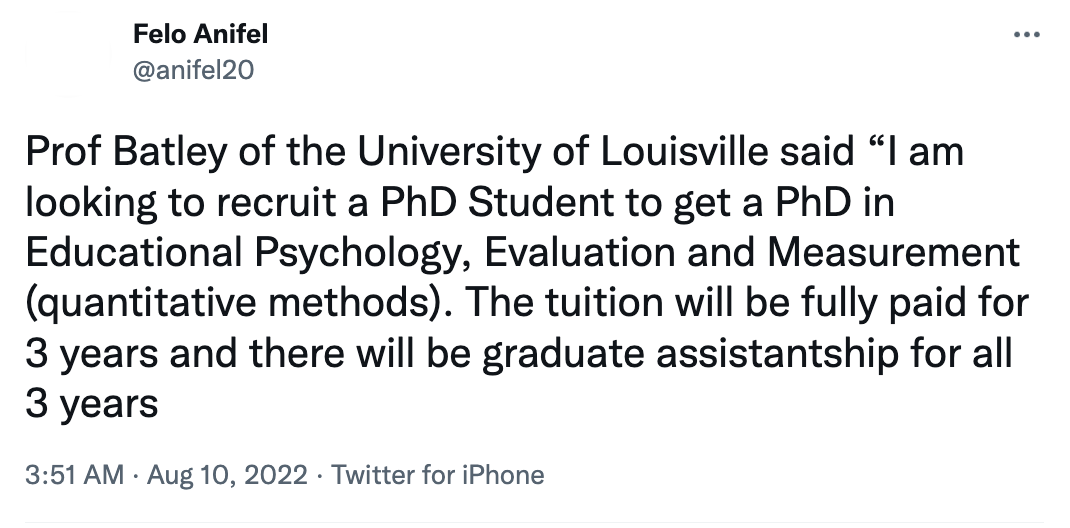 Felo Anifel
@anifel20
Prof Batley of the University of Louisville said “I am
looking to recruit a PhD Student to get a PhD in
Educational Psychology, Evaluation and Measurement
(quantitative methods). The tuition will be fully paid for
3 years and there will be graduate assistantship for all
3 years
3:51 AM · Aug 10, 2022 · Twitter for iPhone